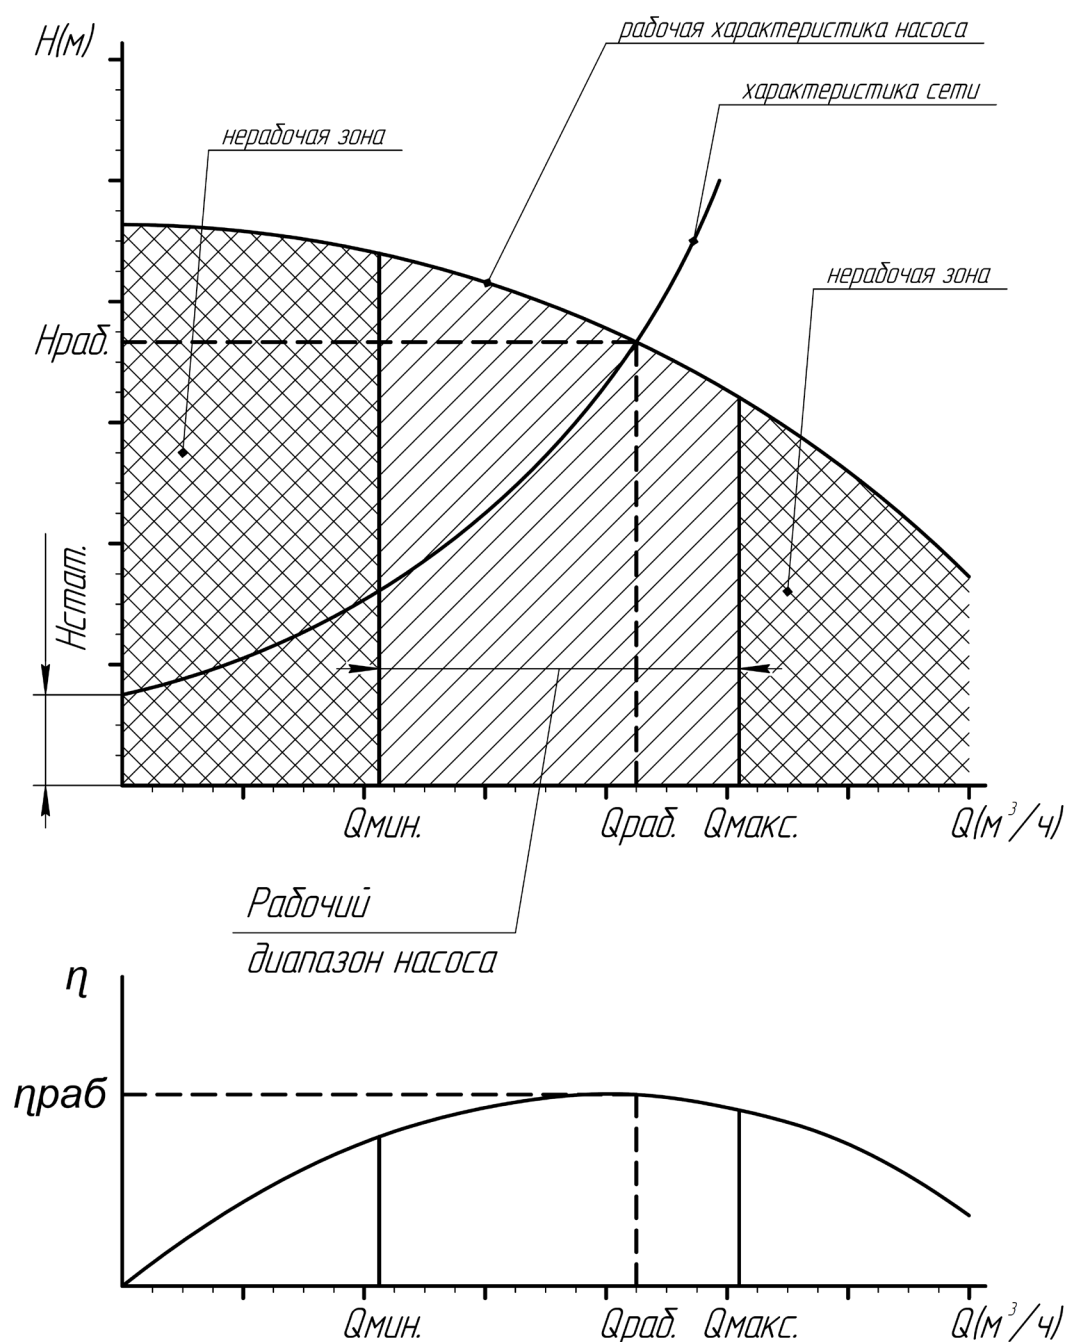 H(м)
рабочая характеристика насоса
характеристика сети
нерабочая зона
нерабочая зона
Hраб.
Hстат.
Qмин.
Qраб.
Qмакс.
Q(м³/ч)
Рабочий
диапазон насоса
η
ηраб
Qмин.
Qраб.
Qмакс.
Q(м³/ч)